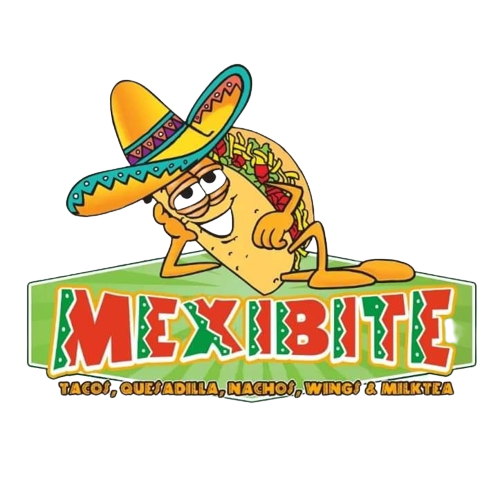 MEXIBITE
TACOS, QUESADILLA, NACHOS, WINGS & MILKTEA